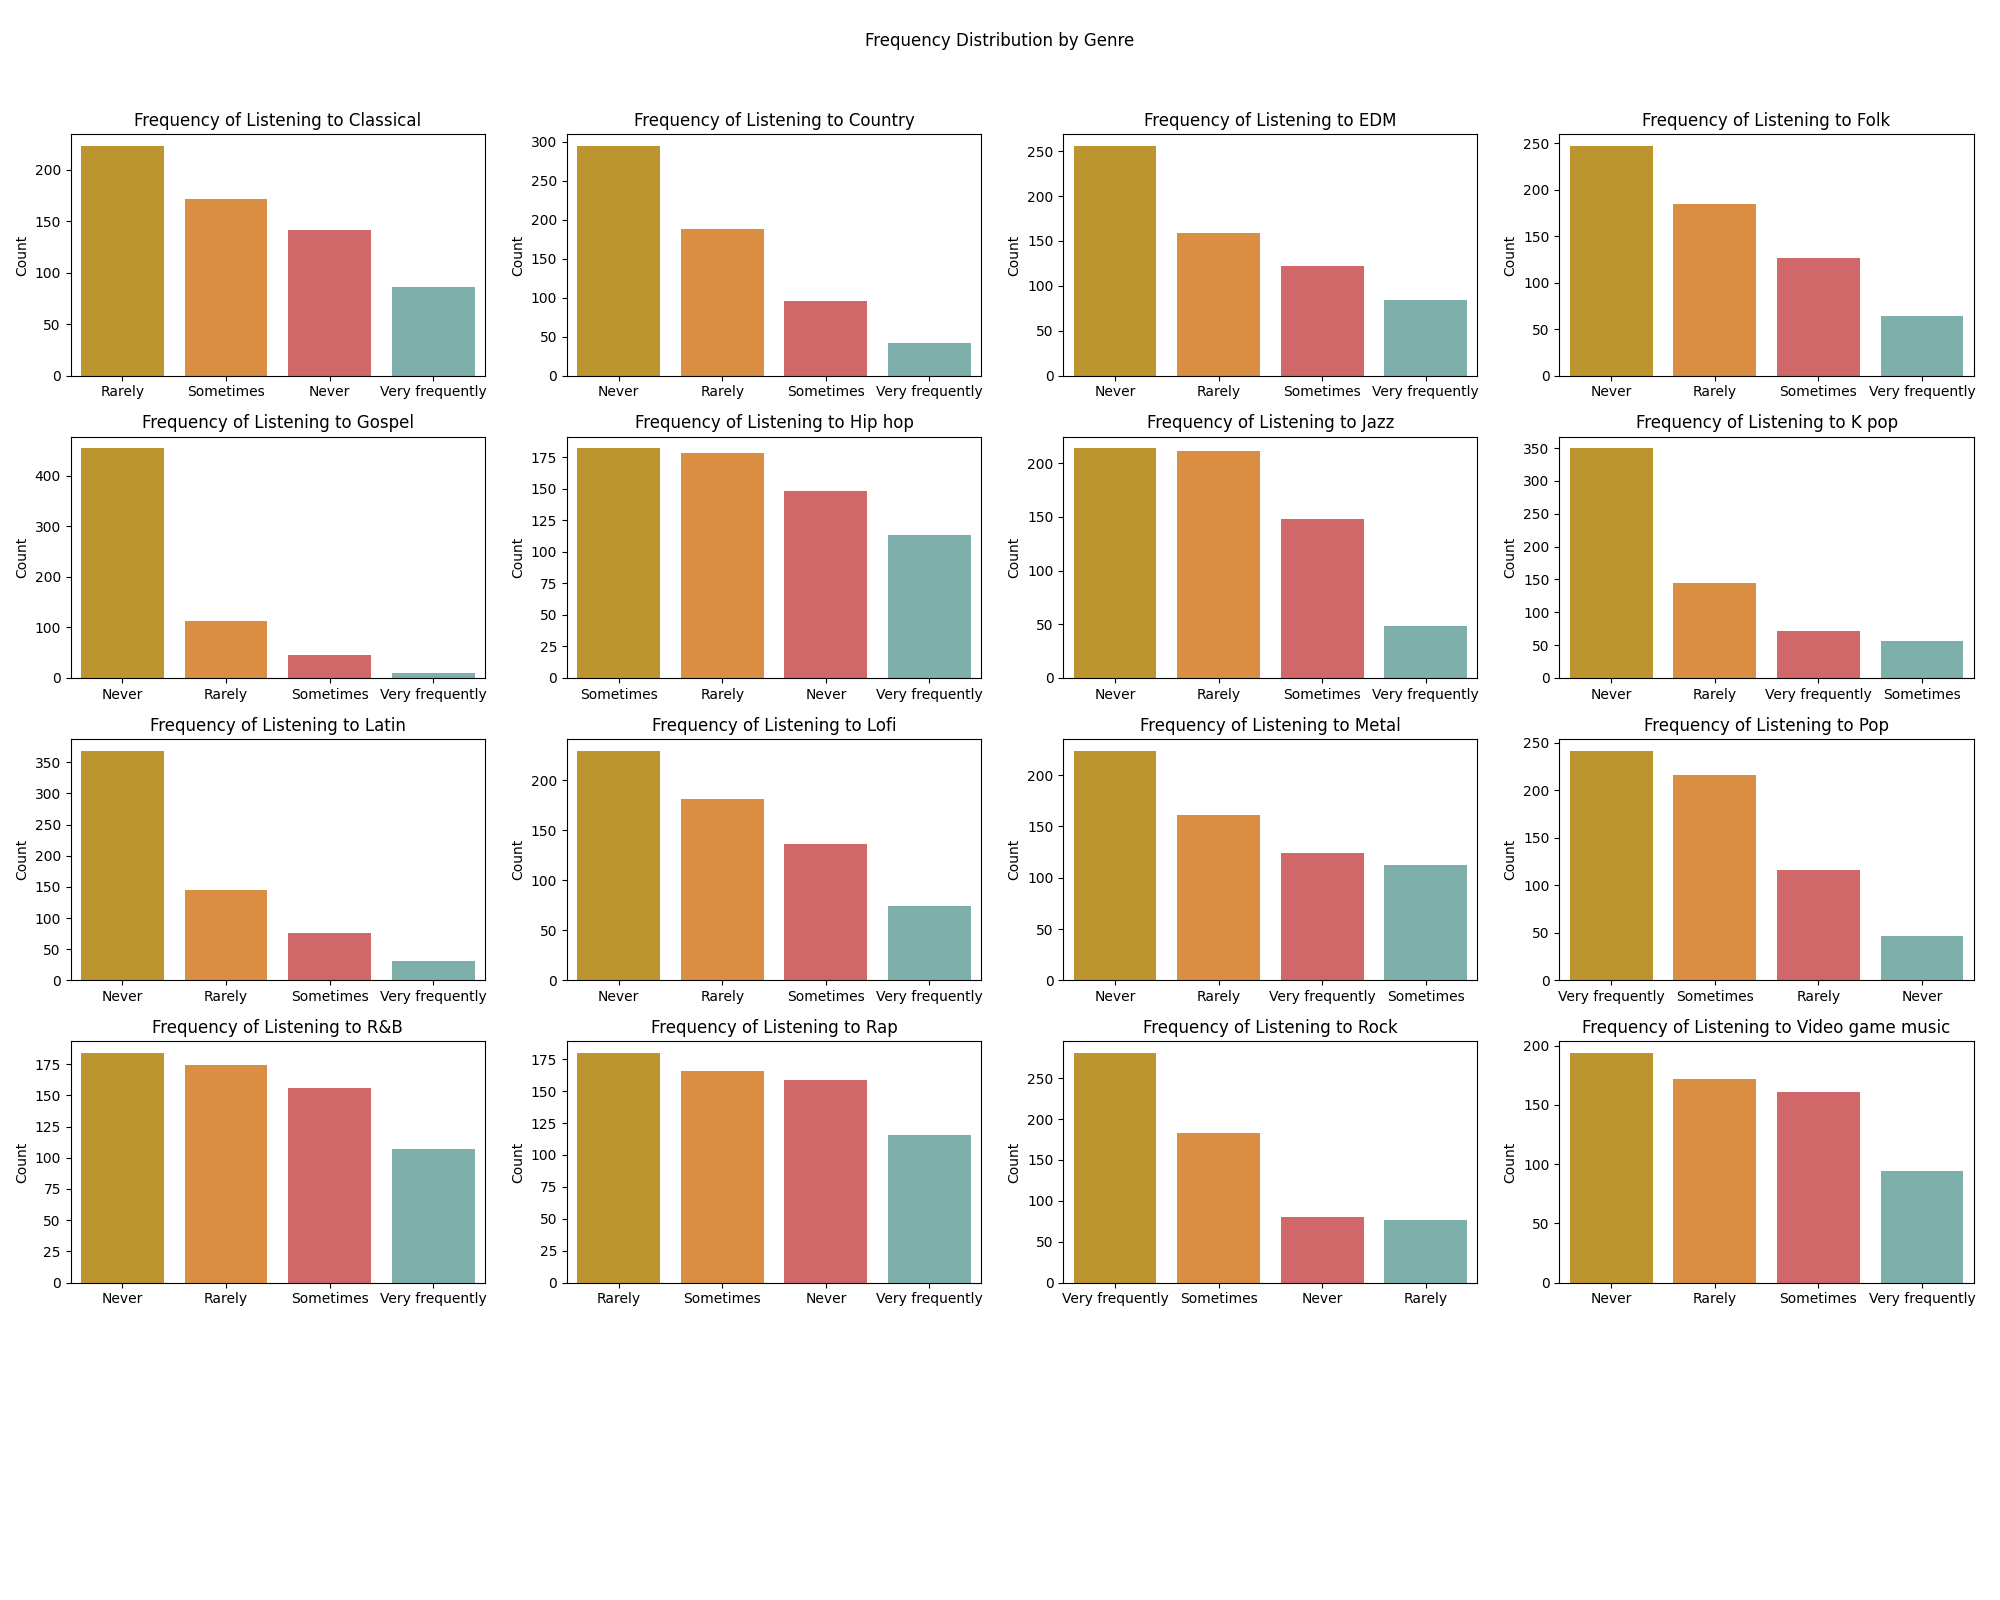 Frequency Distribution by Genre
Frequency of Listening to Classical
Count
200
150
100
50
0
Rarely Sometimes Never Very frequently
Frequency of Listening to Country
Count
300
250
200
150
100
50
0
Never Rarely Sometimes Very frequently
Frequency of Listening to EDM
Count
250
200
150
100
50
0
Never Rarely Sometimes Very frequently
Frequency of Listening to Folk
Count
250
200
150
100
50
0
Never Rarely Sometimes Very frequently
Frequency of Listening to Gospel
Count
400
300
200
100
0
Never Rarely Sometimes Very frequently
Frequency of Listening to Hip hop
Count
175
150
125
100
75
50
25
0
Sometimes Rarely Never Very frequently
Frequency of Listening to Jazz
Count
200
150
100
50
0
Never Rarely Sometimes Very frequently
Frequency of Listening to K pop
Count
350
300
250
200
150
100
50
0
Never Rarely Very frequently Sometimes
Frequency of Listening to Latin
Count
350
300
250
200
150
100
50
0
Never Rarely Sometimes Very frequently
Frequency of Listening to Lofi
Count
200
150
100
50
0
Never Rarely Sometimes Very frequently
Frequency of Listening to Metal
Count
200
150
100
50
0
Never Rarely Very frequently Sometimes
Frequency of Listening to Pop
Count
250
200
150
100
50
0
Very frequently Sometimes Rarely Never
Frequency of Listening to R&B
Count
175
150
125
100
75
50
25
0
Never Rarely Sometimes Very frequently
Frequency of Listening to Rap
Count
175
150
125
100
75
50
25
0
Rarely Sometimes Never Very frequently
Frequency of Listening to Rock
Count
250
200
150
100
50
0
Very frequently Sometimes Never Rarely
Frequency of Listening to Video game music
Count
200
150
100
50
0
Never Rarely Sometimes Very frequently